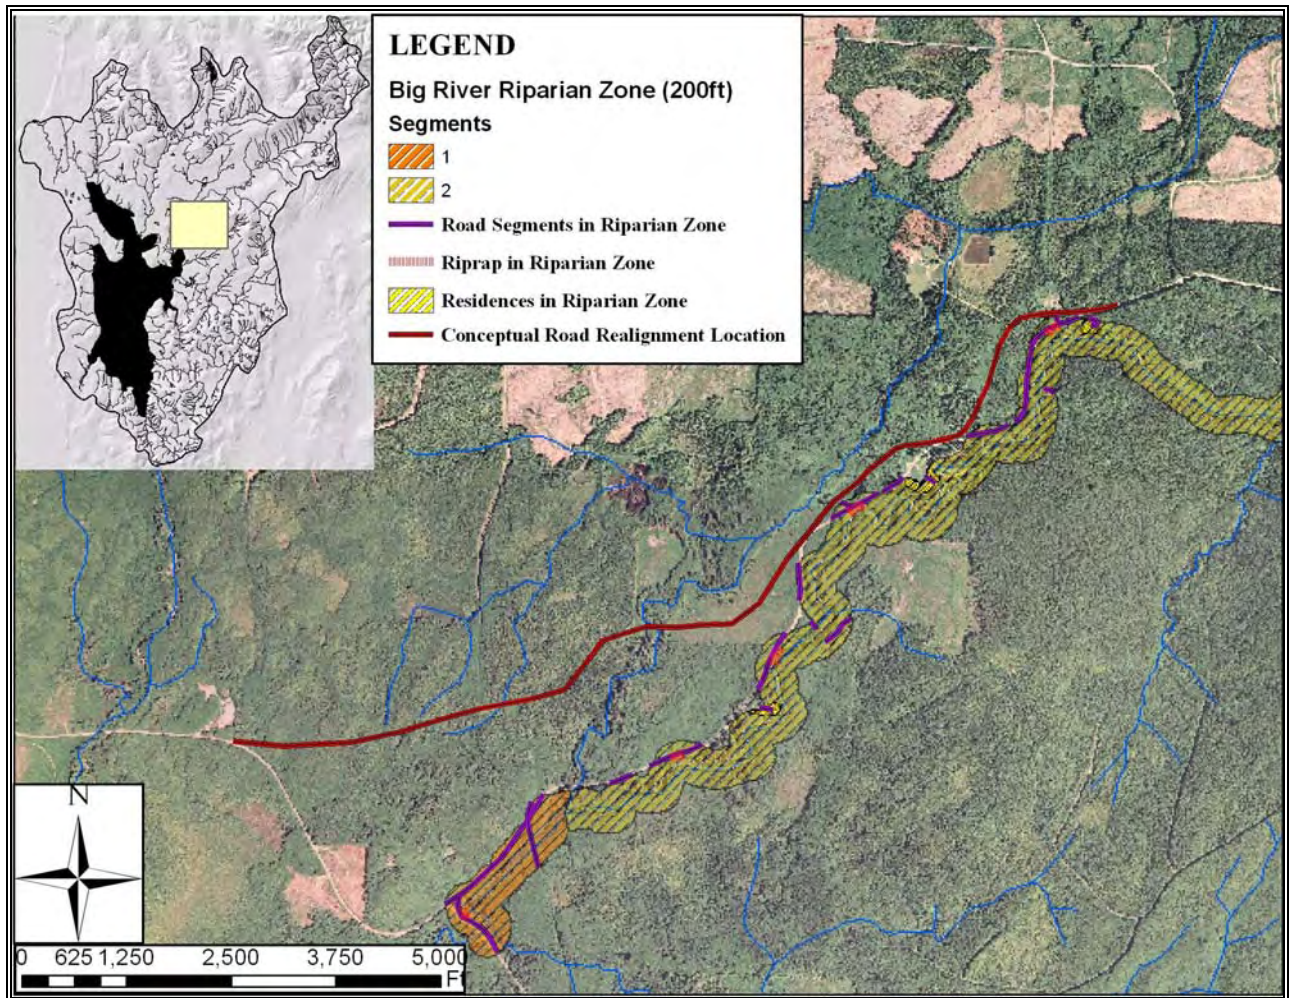 LEGEND
Big River Riparian Zone (200ft)
Segments
1
2
Road Segments in Riparian Zone
Riprap in Riparian Zone
Residences in Riparian Zone
Conceptual Road Realignment Location
N
0 625 1,250 2,500 3,750 5,000
F